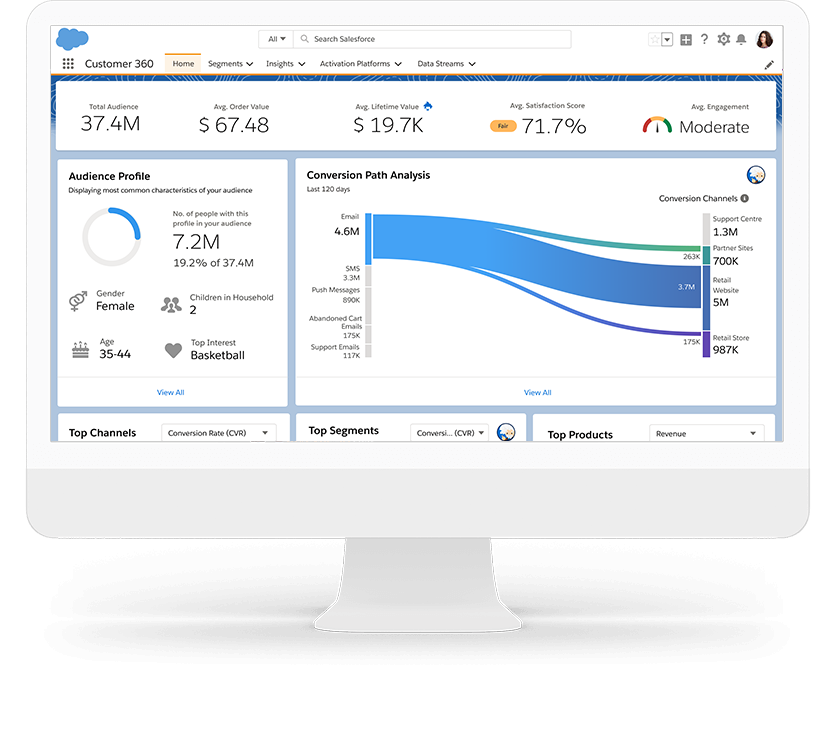 All
Search Salesforce
Customer 360
Home
Segments
Insights
Activation Platforms
Data Streams
Total Audience
37.4M
Avg. Order Value
$ 67.48
Avg. Lifetime Value
$ 19.7K
Avg. Satisfaction Score
Fair
71.7%
Avg. Engagement
Moderate
Audience Profile
Displaying most common characteristics of your audience
No. of people with this
profile in your audience
7.2M
19.2% of 37.4M
Gender
Female
Children in Household
2
Age
35-44
Top Interest
Basketball
View All
Conversion Path Analysis
Last 120 days
Conversion Channels
Email
4.6M
SMS
3.3M
Push Messages
890K
Abandoned Cart
Emails
175K
Support Emails
117K
263K
3.7M
175K
Support Centre
1.3M
Partner Sites
700K
Retail
Website
5M
Retail Store
987K
View All
Top Channels
Conversion Rate (CVR)
Top Segments
Conversi... (CVR)
Top Products
Revenue